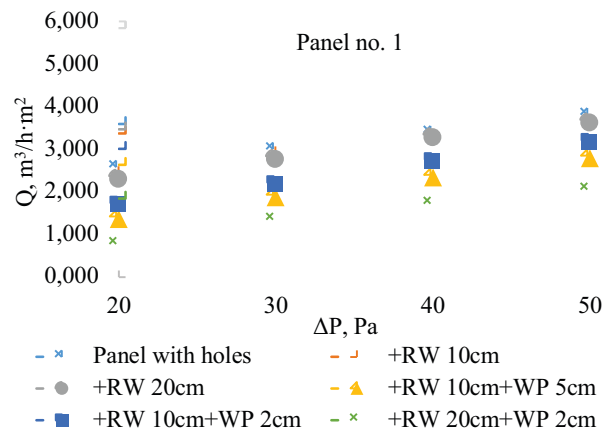 6,000
Panel no. 1
5,000
4,000
3,000
2,000
1,000
0,000
Q, m³/h·m²
20 30 40 50
ΔP, Pa
Panel with holes +RW 10cm
+RW 20cm +RW 10cm+WP 5cm
+RW 10cm+WP 2cm +RW 20cm+WP 2cm